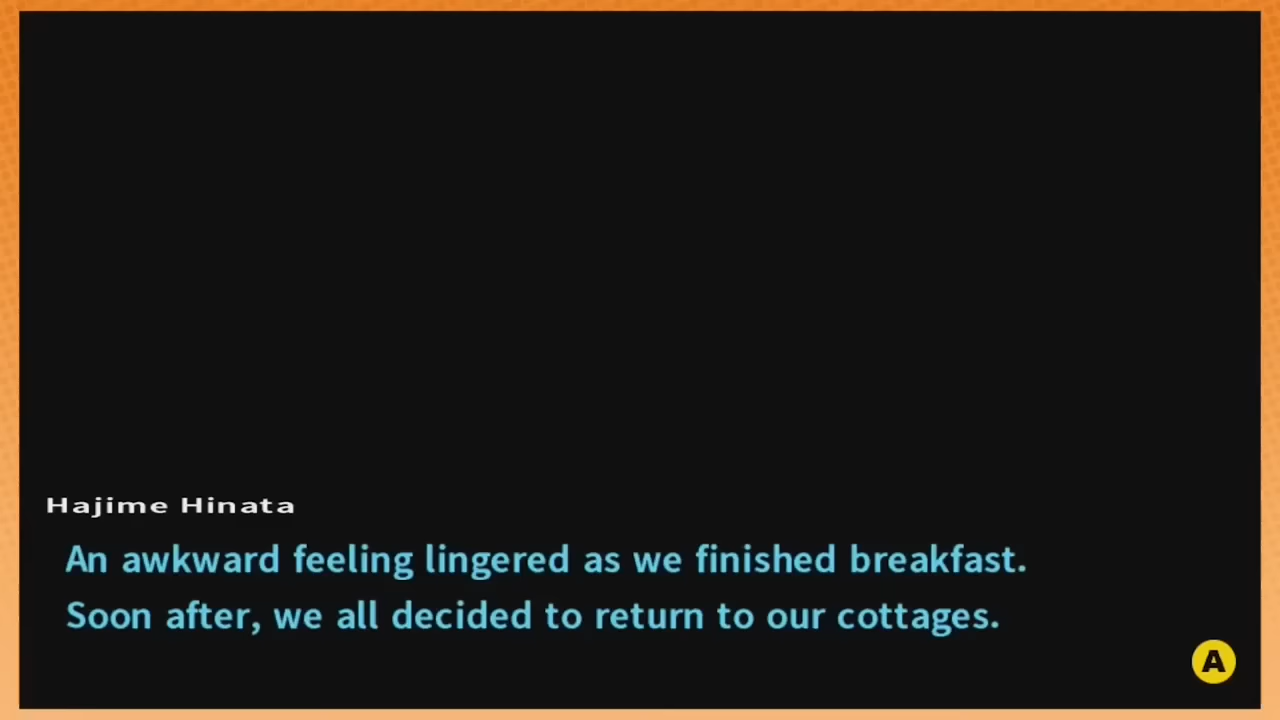 Hajime Hinata
An awkward feeling lingered as we finished breakfast.
Soon after, we all decided to return to our cottages.
A